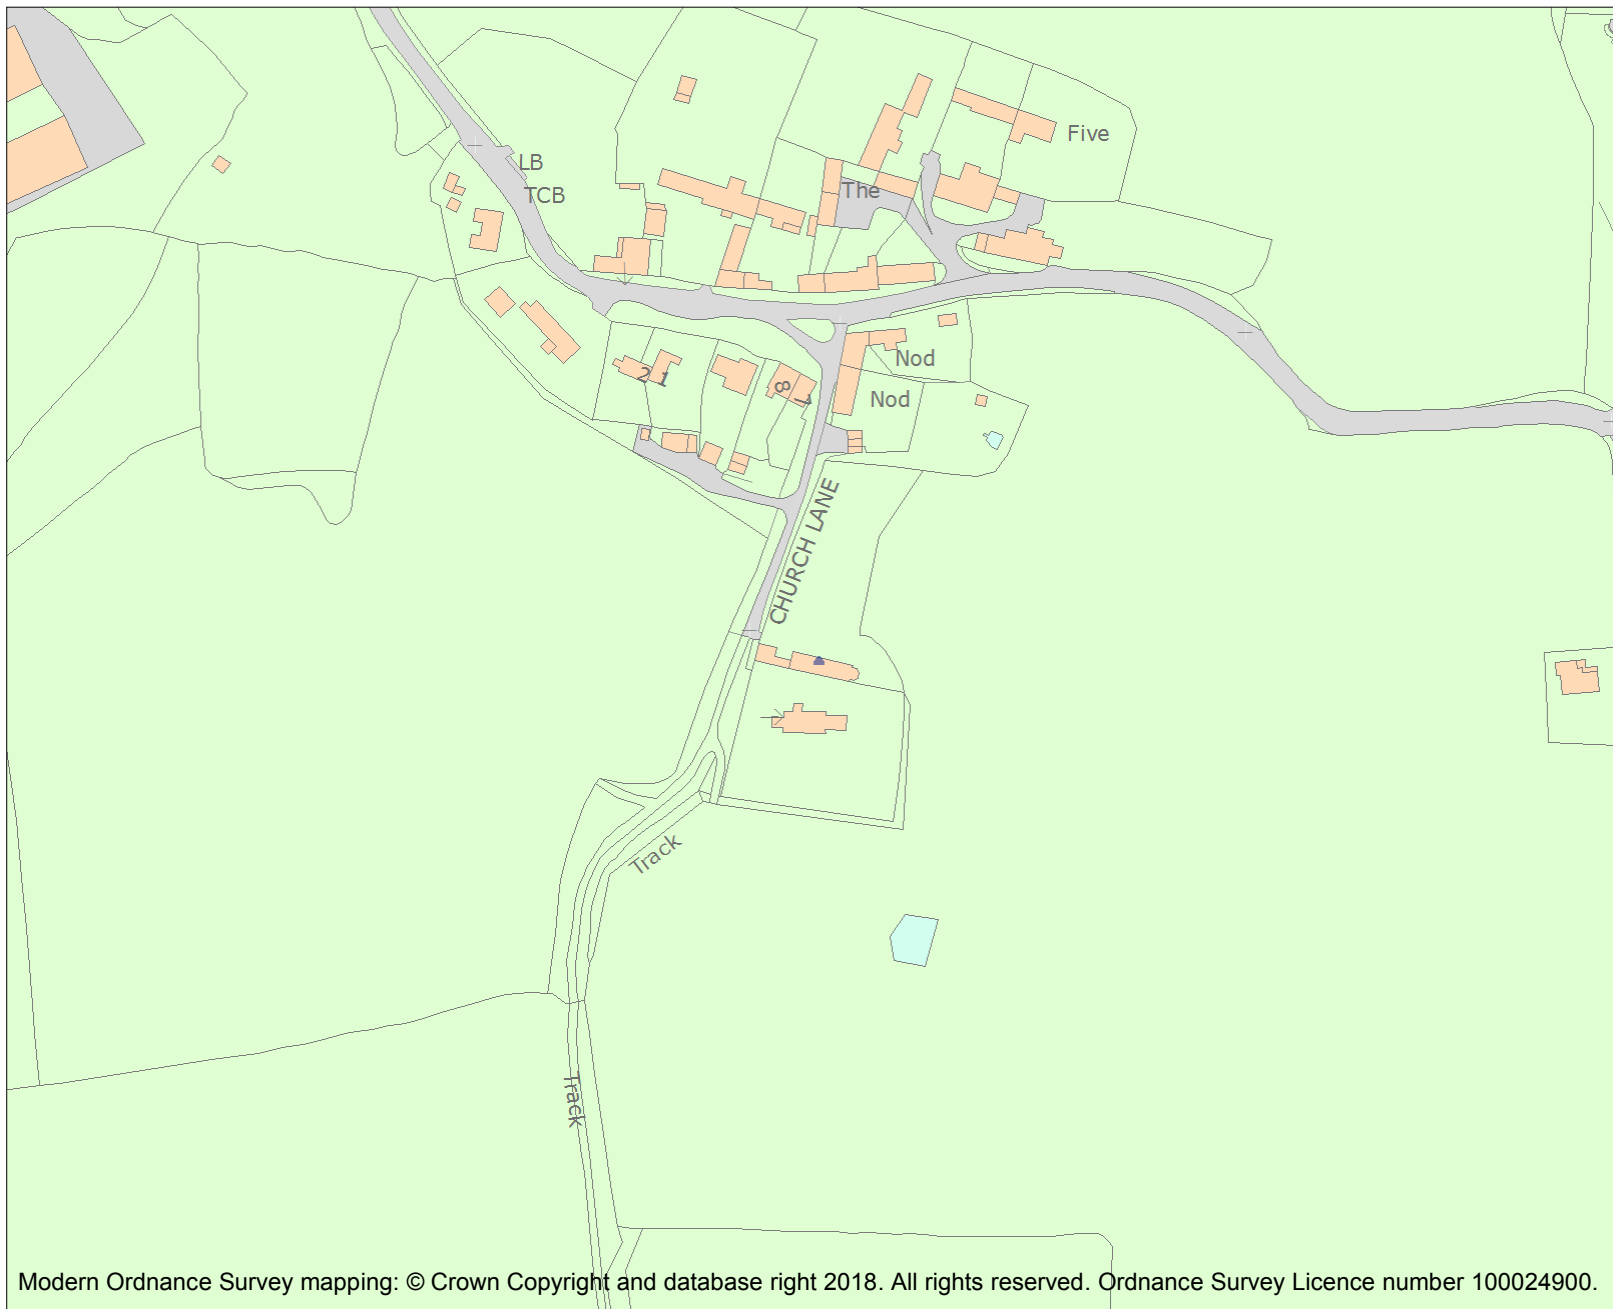 Five
LB
TCB
The
Nod
2 1
8
7
Nod
CHURCH LANE
Track
Track
Modern Ordnance Survey mapping: © Crown Copyright and database right 2018. All rights reserved. Ordnance Survey Licence number 100024900.